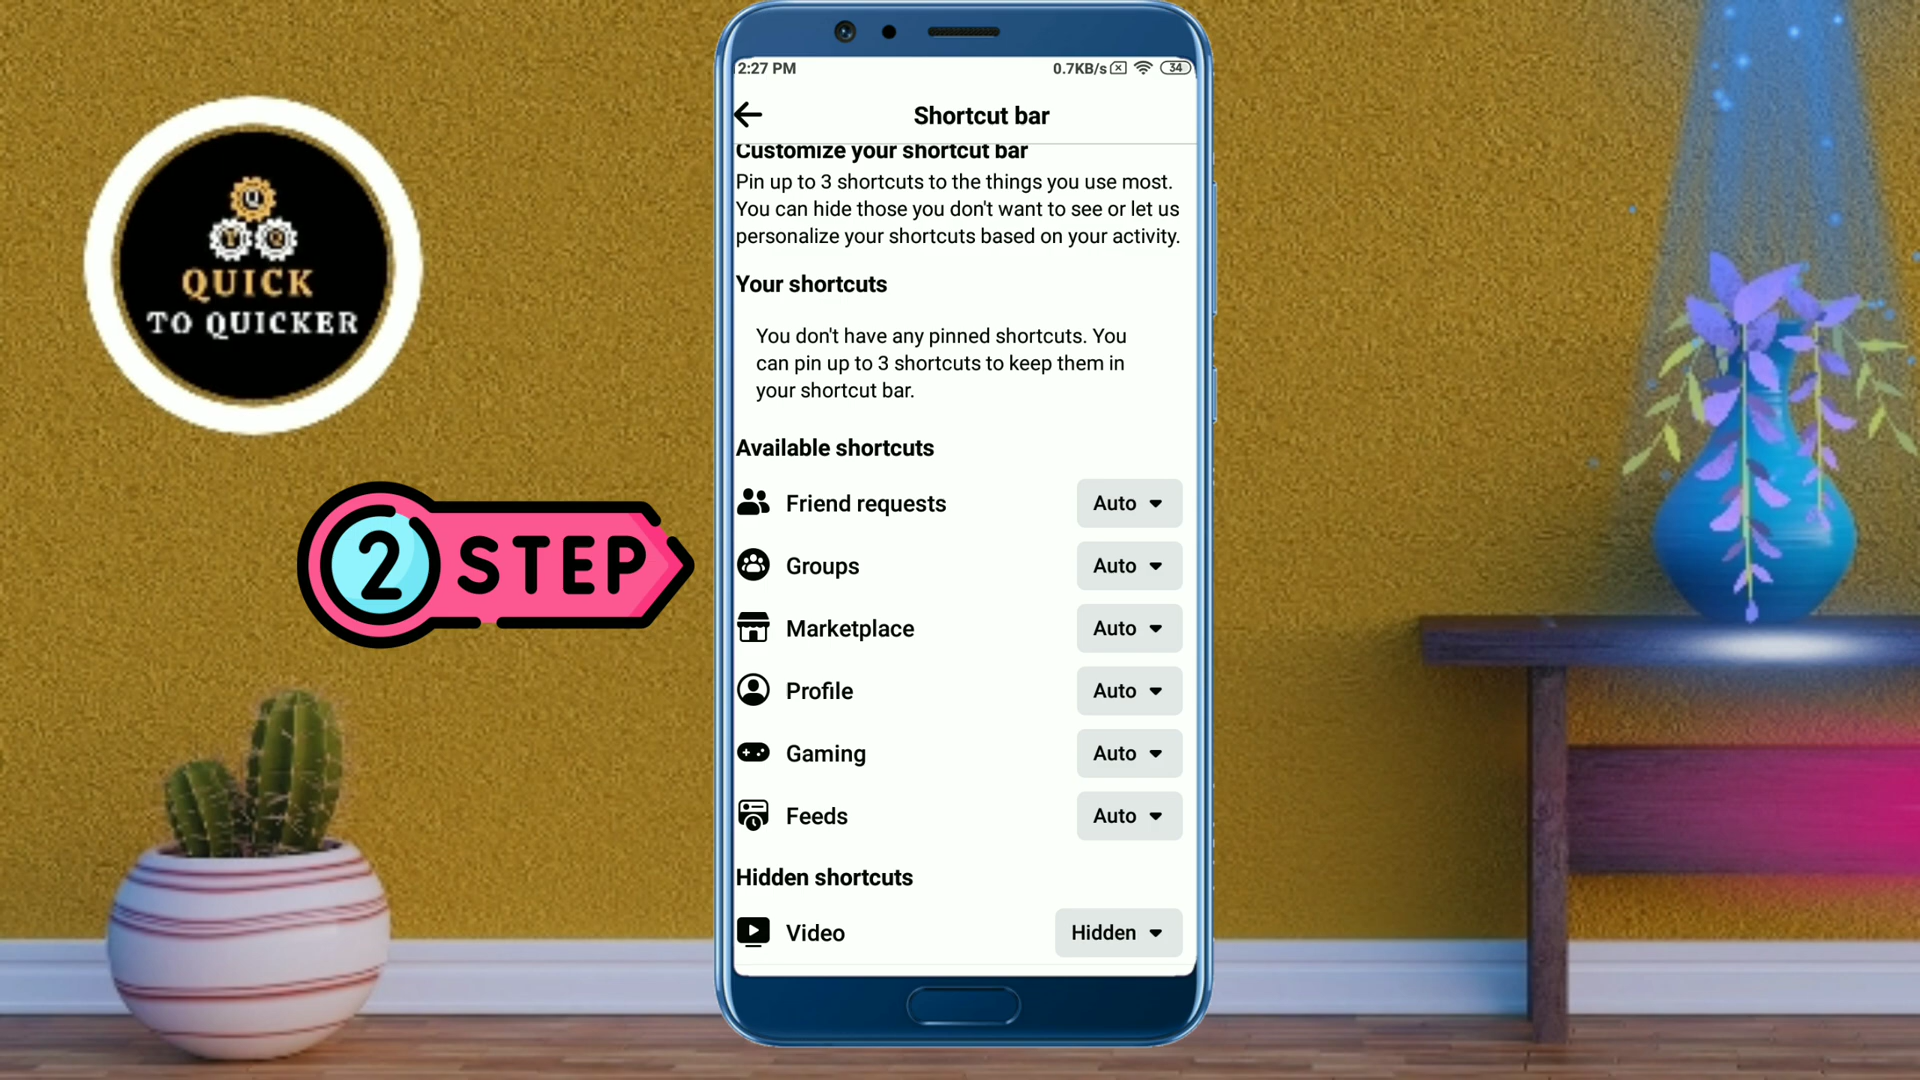 2:27 PM
0.7KB/s
34
Shortcut bar
Customize your shortcut bar
Pin up to 3 shortcuts to the things you use most.
You can hide those you don't want to see or let us
personalize your shortcuts based on your activity.
Your shortcuts
You don't have any pinned shortcuts. You
can pin up to 3 shortcuts to keep them in
your shortcut bar.
Available shortcuts
Friend requests Auto
Groups Auto
Marketplace Auto
Profile Auto
Gaming Auto
Feeds Auto
Hidden shortcuts
Video Hidden
Q
T Q
QUICK
TO QUICKER
2 STEP